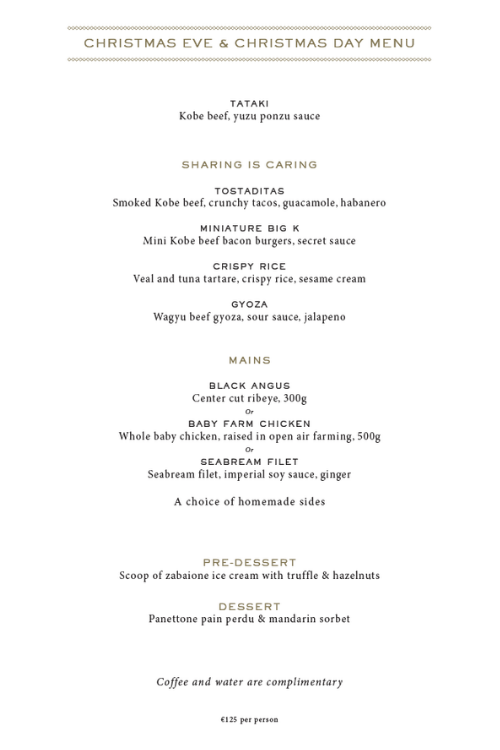 CHRISTMAS EVE & CHRISTMAS DAY MENU
TATAKI
Kobe beef, yuzu ponzu sauce
SHARING IS CARING
TOSTADITAS
Smoked Kobe beef, crunchy tacos, guacamole, habanero
MINIATURE BIG K
Mini Kobe beef bacon burgers, secret sauce
CRISPY RICE
Veal and tuna tartare, crispy rice, sesame cream
GYOZA
Wagyu beef gyoza, sour sauce, jalapeno
MAINS
BLACK ANGUS
Center cut ribeye, 300g
Or
BABY FARM CHICKEN
Whole baby chicken, raised in open air farming, 500g
Or
SEABREAM FILET
Seabream filet, imperial soy sauce, ginger
A choice of homemade sides
PRE-DESSERT
Scoop of zabaione ice cream with truffle & hazelnuts
DESSERT
Panettone pain perdu & mandarin sorbet
Coffee and water are complimentary
€125 per person